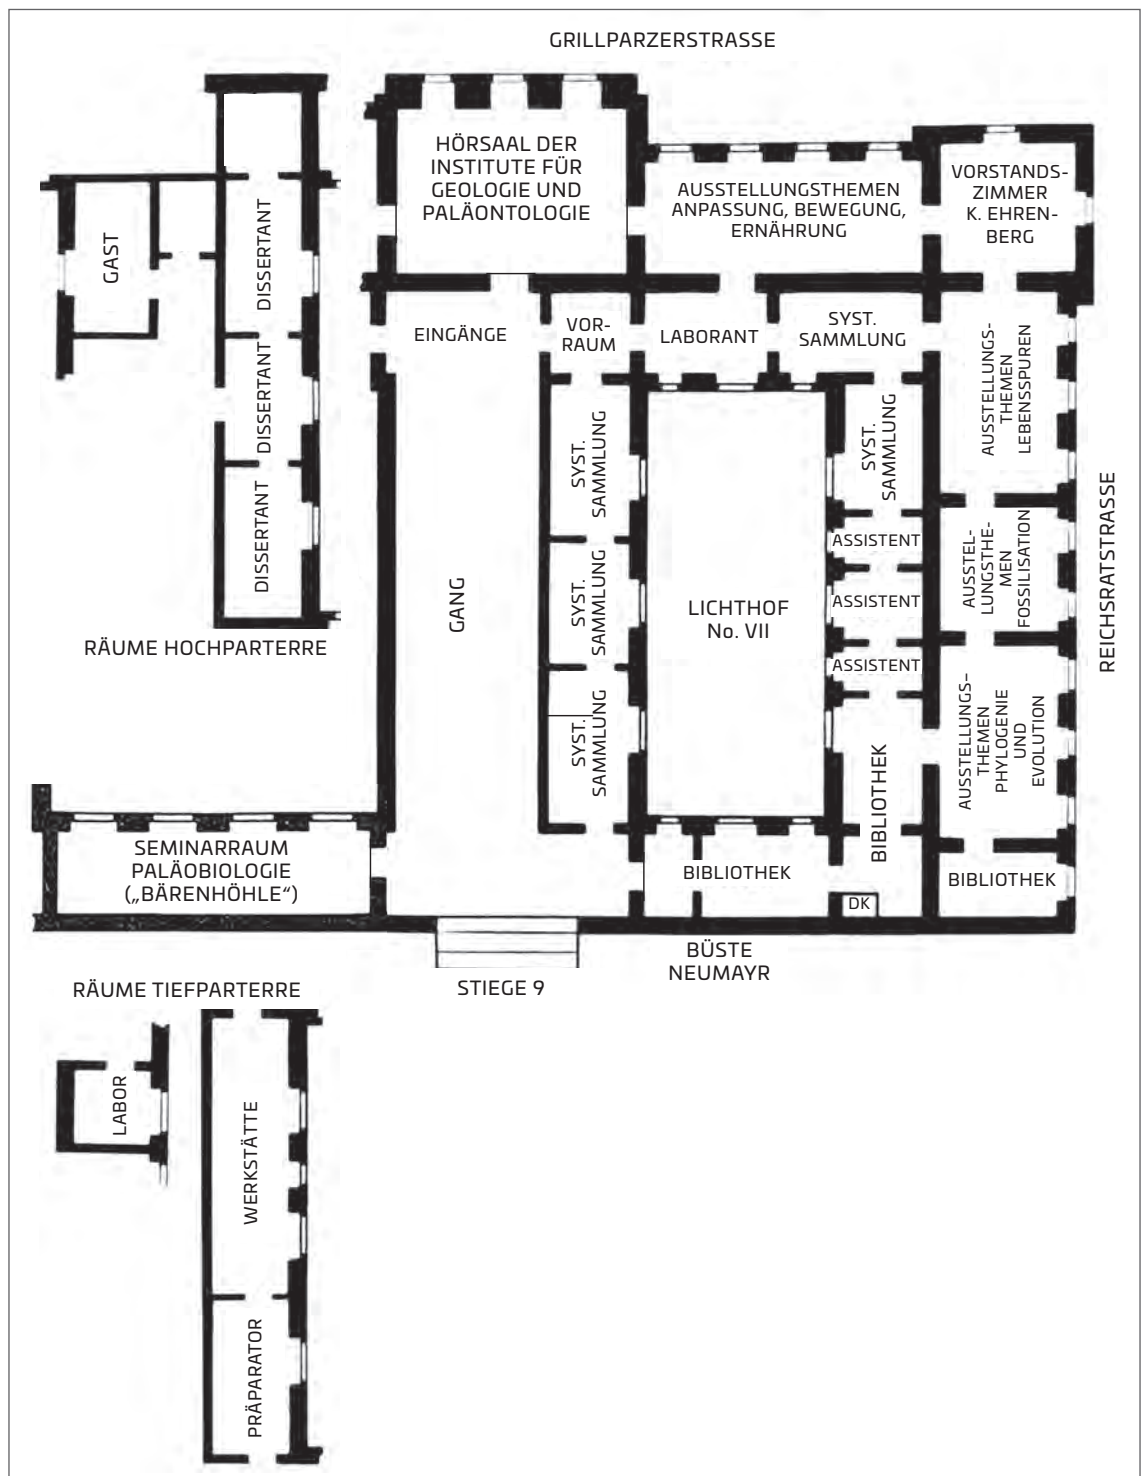 GRILLPARZERSTRASSE
HÖRSAAL DER
INSTITUTE FÜR
GEOLOGIE UND
PALÄONTOLOGIE
AUSSTELLUNGSTHEMEN
ANPASSUNG, BEWEGUNG,
ERNÄHRUNG
VORSTANDS-
ZIMMER
K. EHREN-
BERG
GAST
DISSERTANT
DISSERTANT
DISSERTANT
RÄUME HOCHPARTERRE
EINGÄNGE
VOR-
RAUM
LABORANT
SYST.
SAMMLUNG
AUSSTELLUNGS-
THEMEN
LEBENSSPUREN
SYST.
SAMMLUNG
SYST.
SAMMLUNG
SYST.
SAMMLUNG
GANG
LICHTHOF
No. VII
SYST.
SAMMLUNG
ASSISTENT
ASSISTENT
ASSISTENT
AUSSTEL-
LUNGSTHE-
MEN
FOSSILISATION
REICHSRATSTRASSE
AUSSTELLUNGS-
THEMEN
PHYLOGENIE
UND
EVOLUTION
BIBLIOTHEK
SEMINARRAUM
PALÄOBIOLOGIE
(„BÄRENHÖHLE“)
BIBLIOTHEK
DK
BIBLIOTHEK
BÜSTE
NEUMAYR
STIEGE 9
RÄUME TIEFPARTERRE
LABOR
WERKSTÄTTE
PRÄPARATOR